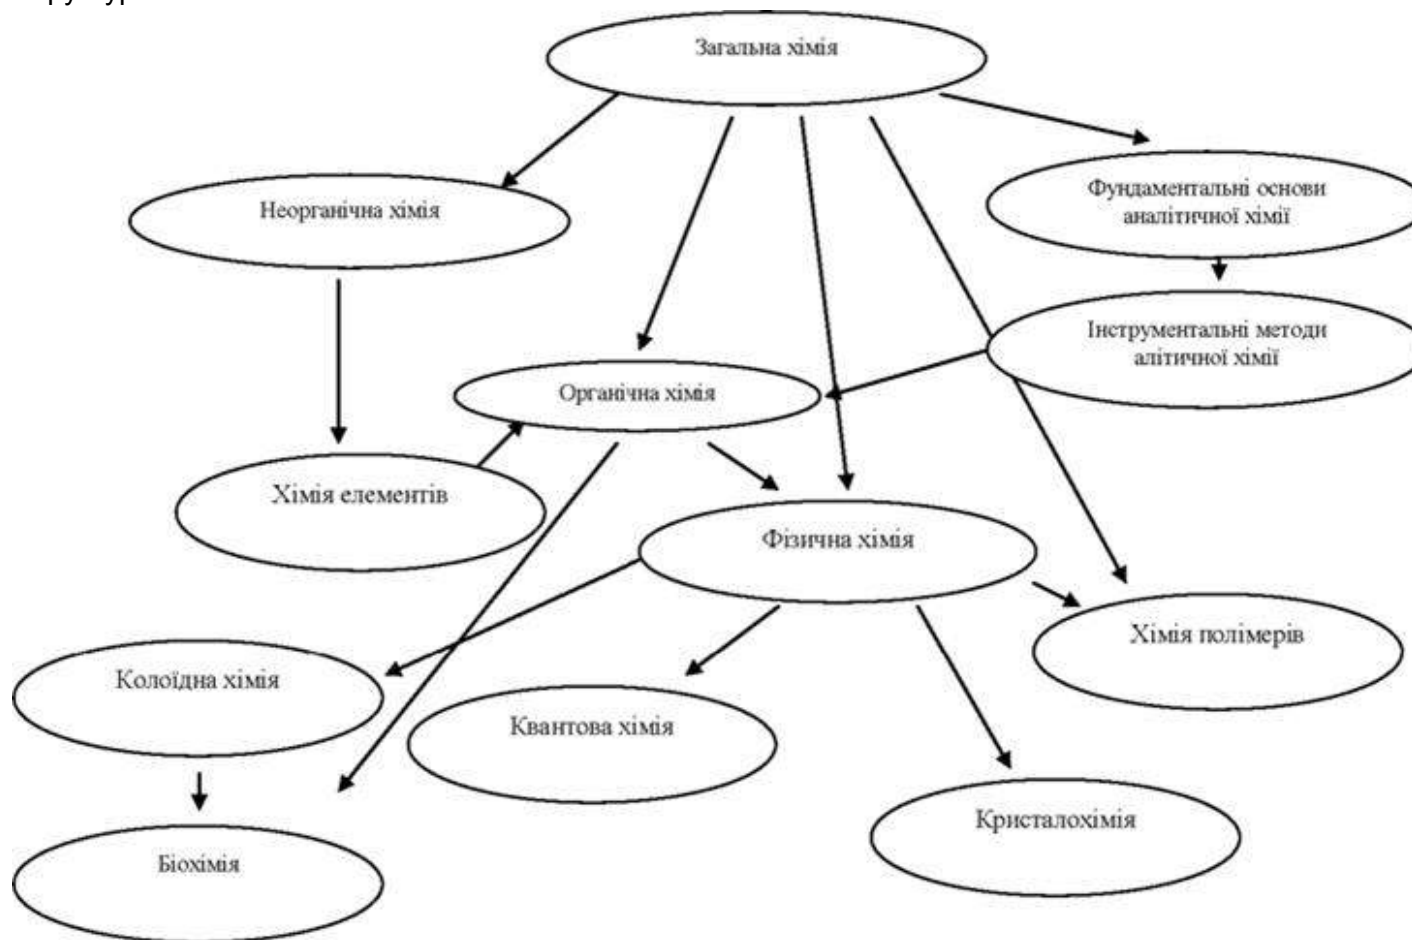 Загальна хімія
Неорганічна хімія
Фундаментальні основи
аналітичної хімії
Інструментальні методи
алітичної хімії
Органічна хімія
Хімія елементів
Фізична хімія
Хімія полімерів
Колоїдна хімія
Квантова хімія
Кристалохімія
Біохімія